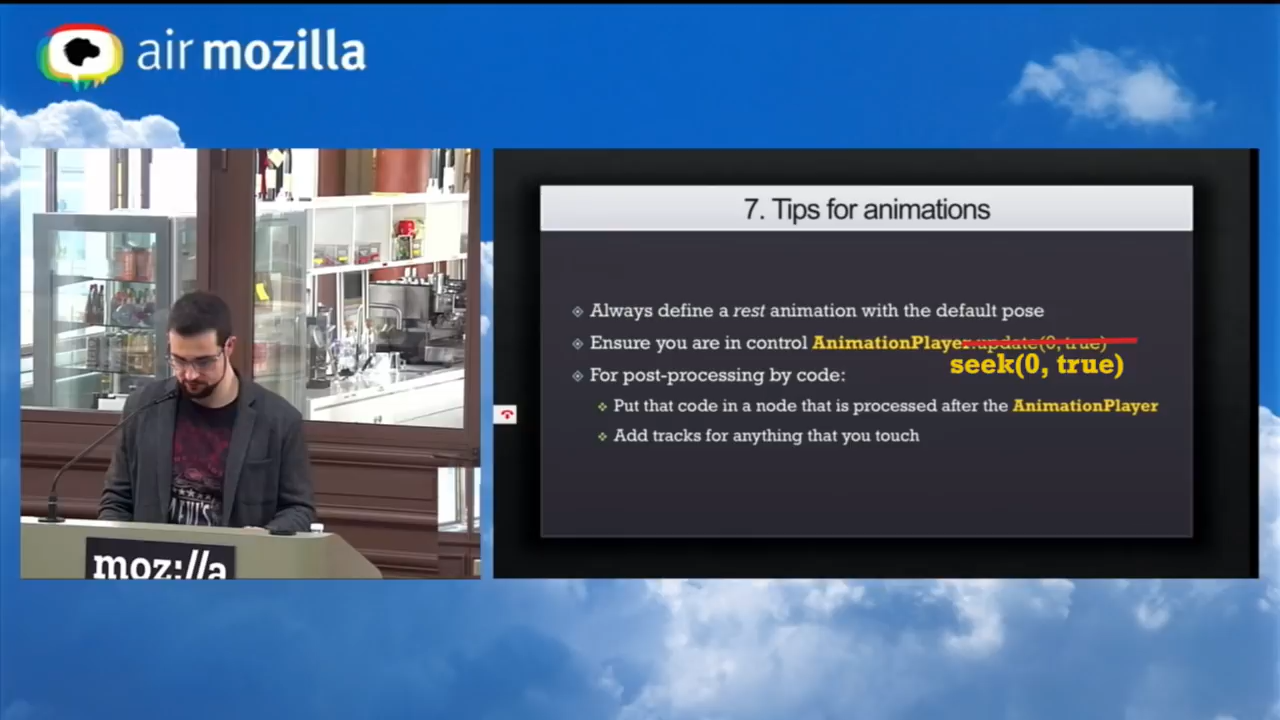 air mozilla
moz://a
7. Tips for animations
Always define a rest animation with the default pose
Ensure you are in control AnimationPlayer.update(0, true)
seek(0, true)
For post-processing by code:
Put that code in a node that is processed after the AnimationPlayer
Add tracks for anything that you touch